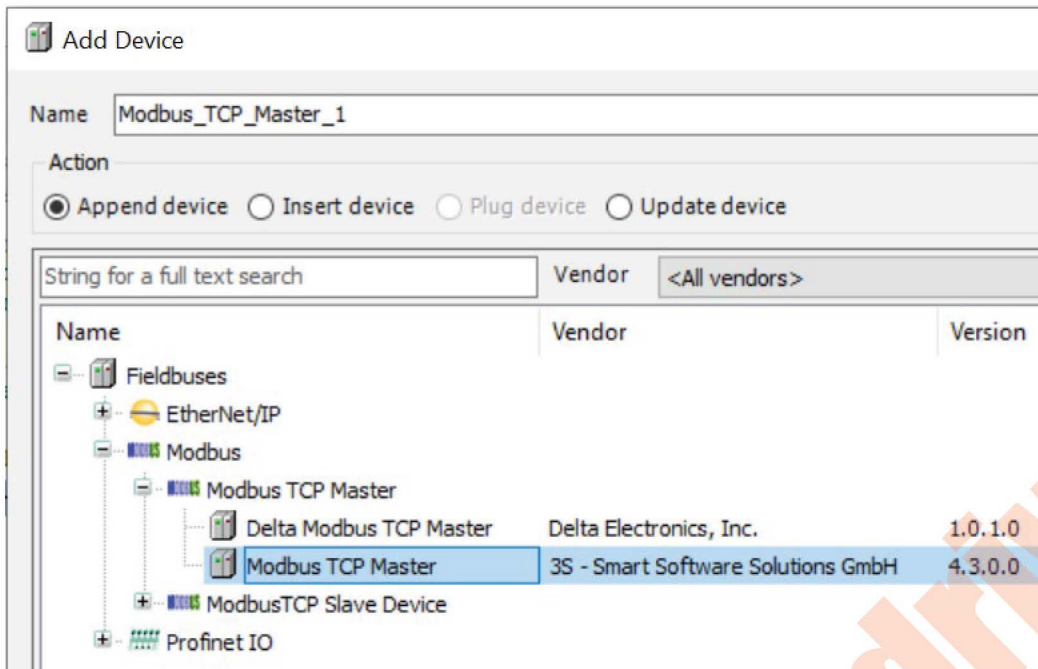 Add Device
Name Modbus_TCP_Master_1
Action
Append device Insert device Plug device Update device
String for a full text search Vendor <All vendors>
Name Vendor Version
Fieldbuses
EtherNet/IP
MODBUS Modbus
MODBUS Modbus TCP Master
Delta Modbus TCP Master Delta Electronics, Inc. 1.0.1.0
Modbus TCP Master 3S - Smart Software Solutions GmbH 4.3.0.0
MODBUS ModbusTCP Slave Device
Profinet IO